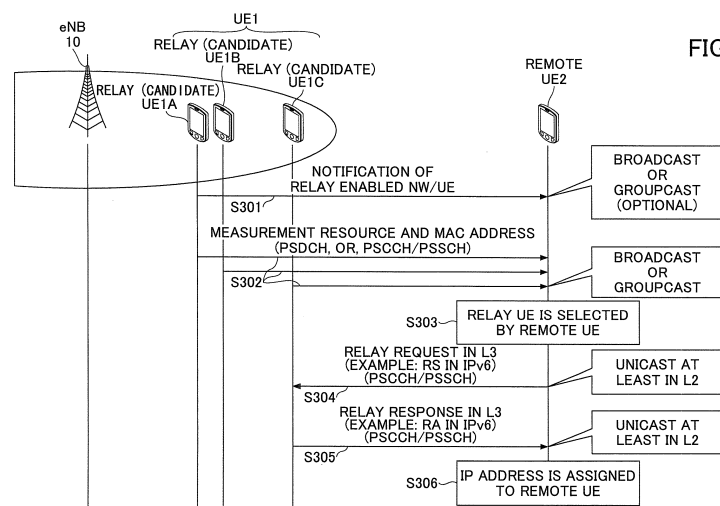 FIG
eNB
10
UE1
RELAY (CANDIDATE)
UE1B
RELAY (CANDIDATE)
UE1C
RELAY (CANDIDATE)
UE1A
REMOTE
UE2
NOTIFICATION OF
RELAY ENABLED NW/UE
S301
BROADCAST
OR
GROUPCAST
(OPTIONAL)
MEASUREMENT RESOURCE AND MAC ADDRESS
(PSDCH, OR, PSCCH/PSSCH)
S302
BROADCAST
OR
GROUPCAST
S303
RELAY UE IS SELECTED
BY REMOTE UE
RELAY REQUEST IN L3
(EXAMPLE: RS IN IPv6)
(PSCCH/PSSCH)
S304
UNICAST AT
LEAST IN L2
RELAY RESPONSE IN L3
(EXAMPLE: RA IN IPv6)
(PSCCH/PSSCH)
S305
UNICAST AT
LEAST IN L2
S306
IP ADDRESS IS ASSIGNED
TO REMOTE UE